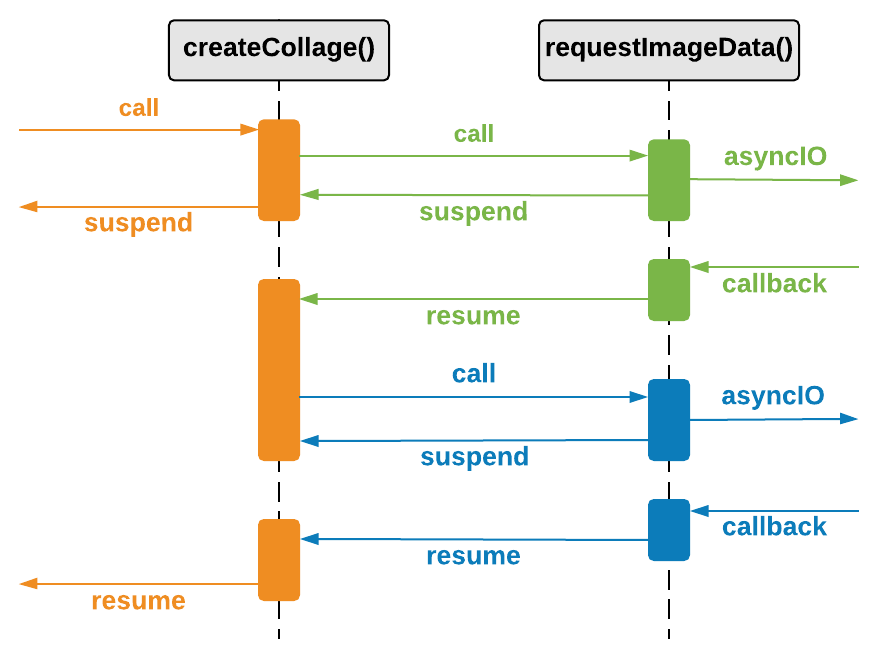 createCollage()
requestImageData()
call
call
asyncIO
suspend
suspend
callback
resume
call
asyncIO
suspend
callback
resume
resume